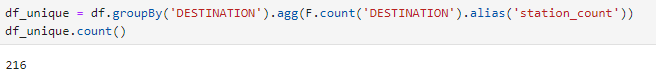 df_unique = df.groupBy('DESTINATION').agg(F.count('DESTINATION').alias('station_count'))
df_unique.count()
216